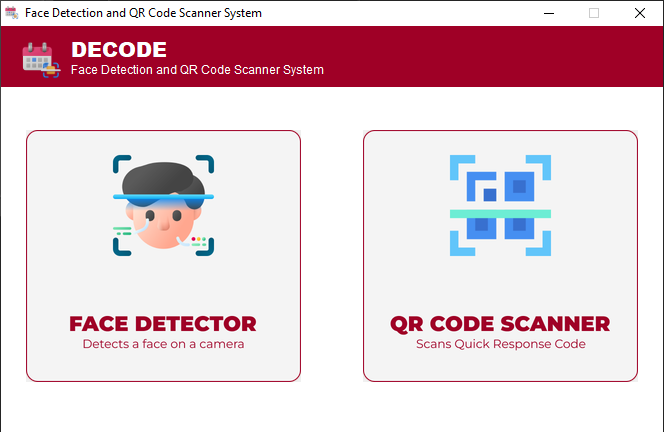 Face Detection and QR Code Scanner System
DECODE
Face Detection and QR Code Scanner System
FACE DETECTOR
Detects a face on a camera
QR CODE SCANNER
Scans Quick Response Code